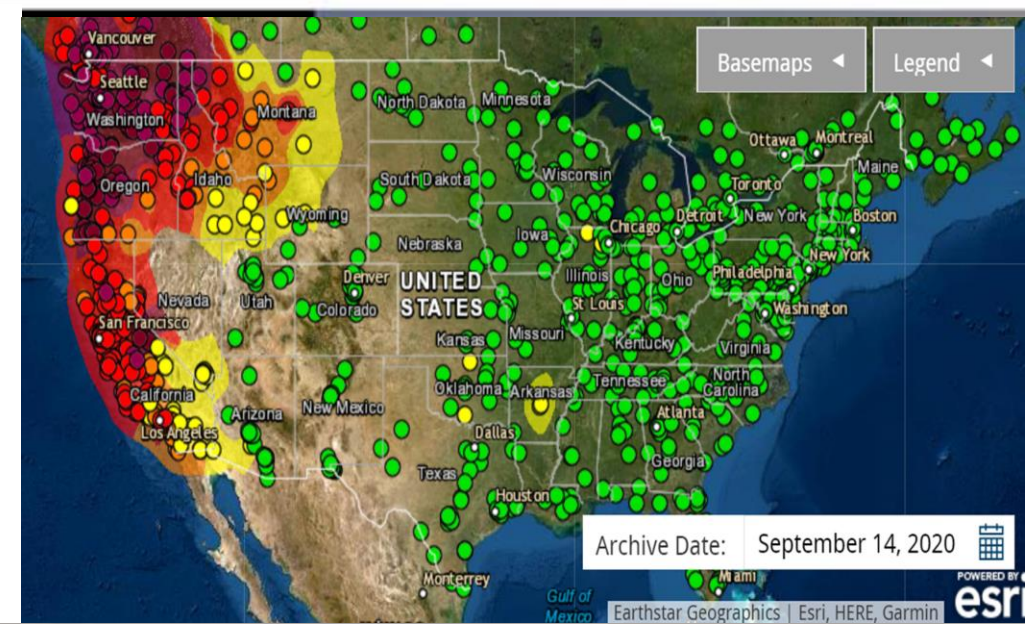 Vancouver
Basemaps
Legend
Seattle
Montana
North Dakota
Minnesota
Washington
Ottawa
Montreal
Maine
Oregon
Idaho
South Dakota
Wisconsin
Toronto
Wyoming
Detroit
New York
Boston
Iowa
Chicago
Nebraska
New York
Nevada
Utah
Denver
Colorado
UNITED
STATES
Illinois
Ohio
Philadelphia
St Louis
Washington
San Francisco
Kansas
Missouri
Kentucky
Virginia
California
Oklahoma
Arkansas
Tennessee
North
Carolina
Arizona
New Mexico
Atlanta
Los Angeles
Dallas
Georgia
Texas
Houston
Archive Date: September 14, 2020
Monterrey
Miami
POWERED BY
esri
Gulf of
Mexico
Earthstar Geographics | Esri, HERE, Garmin